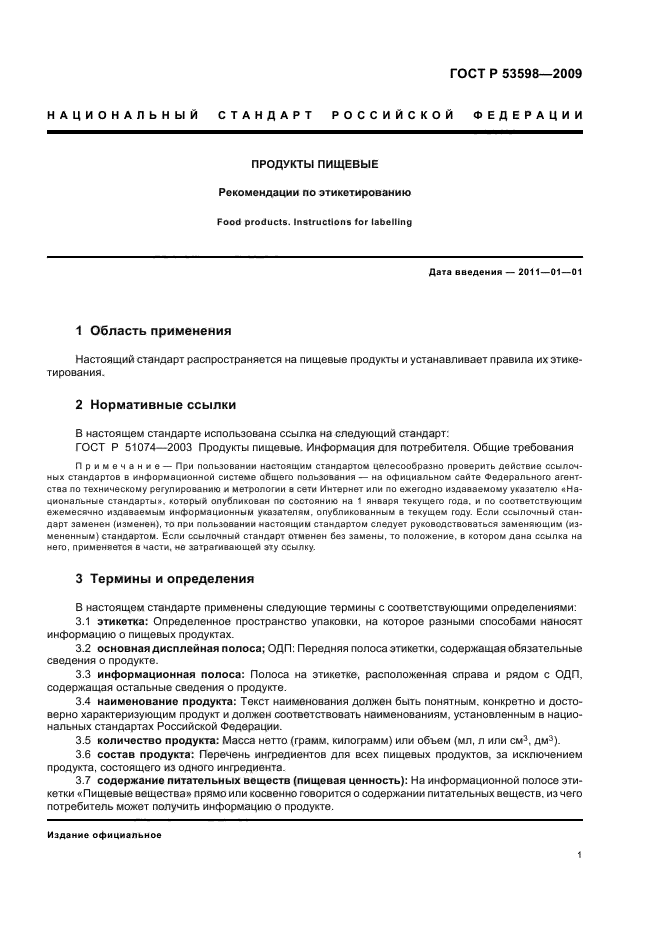 ГОСТ Р 53598—2009
НАЦИОНАЛЬНЫЙ СТАНДАРТ РОССИЙСКОЙ ФЕДЕРАЦИИ
ПРОДУКТЫ ПИЩЕВЫЕ
Рекомендации по этикетированию
Food products. Instructions for labelling
Дата введения — 2011—01—01
1 Область применения
Настоящий стандарт распространяется на пищевые продукты и устанавливает правила их этике-
тирования.
2 Нормативные ссылки
В настоящем стандарте использована ссылка на следующий стандарт:
ГОСТ Р 51074—2003 Продукты пищевые. Информация для потребителя. Общие требования
Примечание — При пользовании настоящим стандартом целесообразно проверить действие ссылоч-
ных стандартов в информационной системе общего пользования — на официальном сайте Федерального агент-
ства по техническому регулированию и метрологии в сети Интернет или по ежегодно издаваемому указателю «На-
циональные стандарты», который опубликован по состоянию на 1 января текущего года, и по соответствующим
ежемесячно издаваемым информационным указателям, опубликованным в текущем году. Если ссылочный стан-
дарт заменен (изменен), то при пользовании настоящим стандартом следует руководствоваться заменяющим (из-
мененным) стандартом. Если ссылочный стандарт отменен без замены, то положение, в котором дана ссылка на
него, применяется в части, не затрагивающей эту ссылку.
3 Термины и определения
В настоящем стандарте применены следующие термины с соответствующими определениями:
3.1 этикетка: Определенное пространство упаковки, на которое разными способами наносят
информацию о пищевых продуктах.
3.2 основная дисплейная полоса; ОДП: Передняя полоса этикетки, содержащая обязательные
сведения о продукте.
3.3 информационная полоса: Полоса на этикетке, расположенная справа и рядом с ОДП,
содержащая остальные сведения о продукте.
3.4 наименование продукта: Текст наименования должен быть понятным, конкретно и досто-
верно характеризующим продукт и должен соответствовать наименованиям, установленным в нацио-
нальных стандартах Российской Федерации.
3.5 количество продукта: Масса нетто (грамм, килограмм) или объем (мл, л или см³, дм³).
3.6 состав продукта: Перечень ингредиентов для всех пищевых продуктов, за исключением
продукта, состоящего из одного ингредиента.
3.7 содержание питательных веществ (пищевая ценность): На информационной полосе эти-
кетки «Пищевые вещества» прямо или косвенно говорится о содержании питательных веществ, из чего
потребитель может получить информацию о продукте.
Издание официальное
1